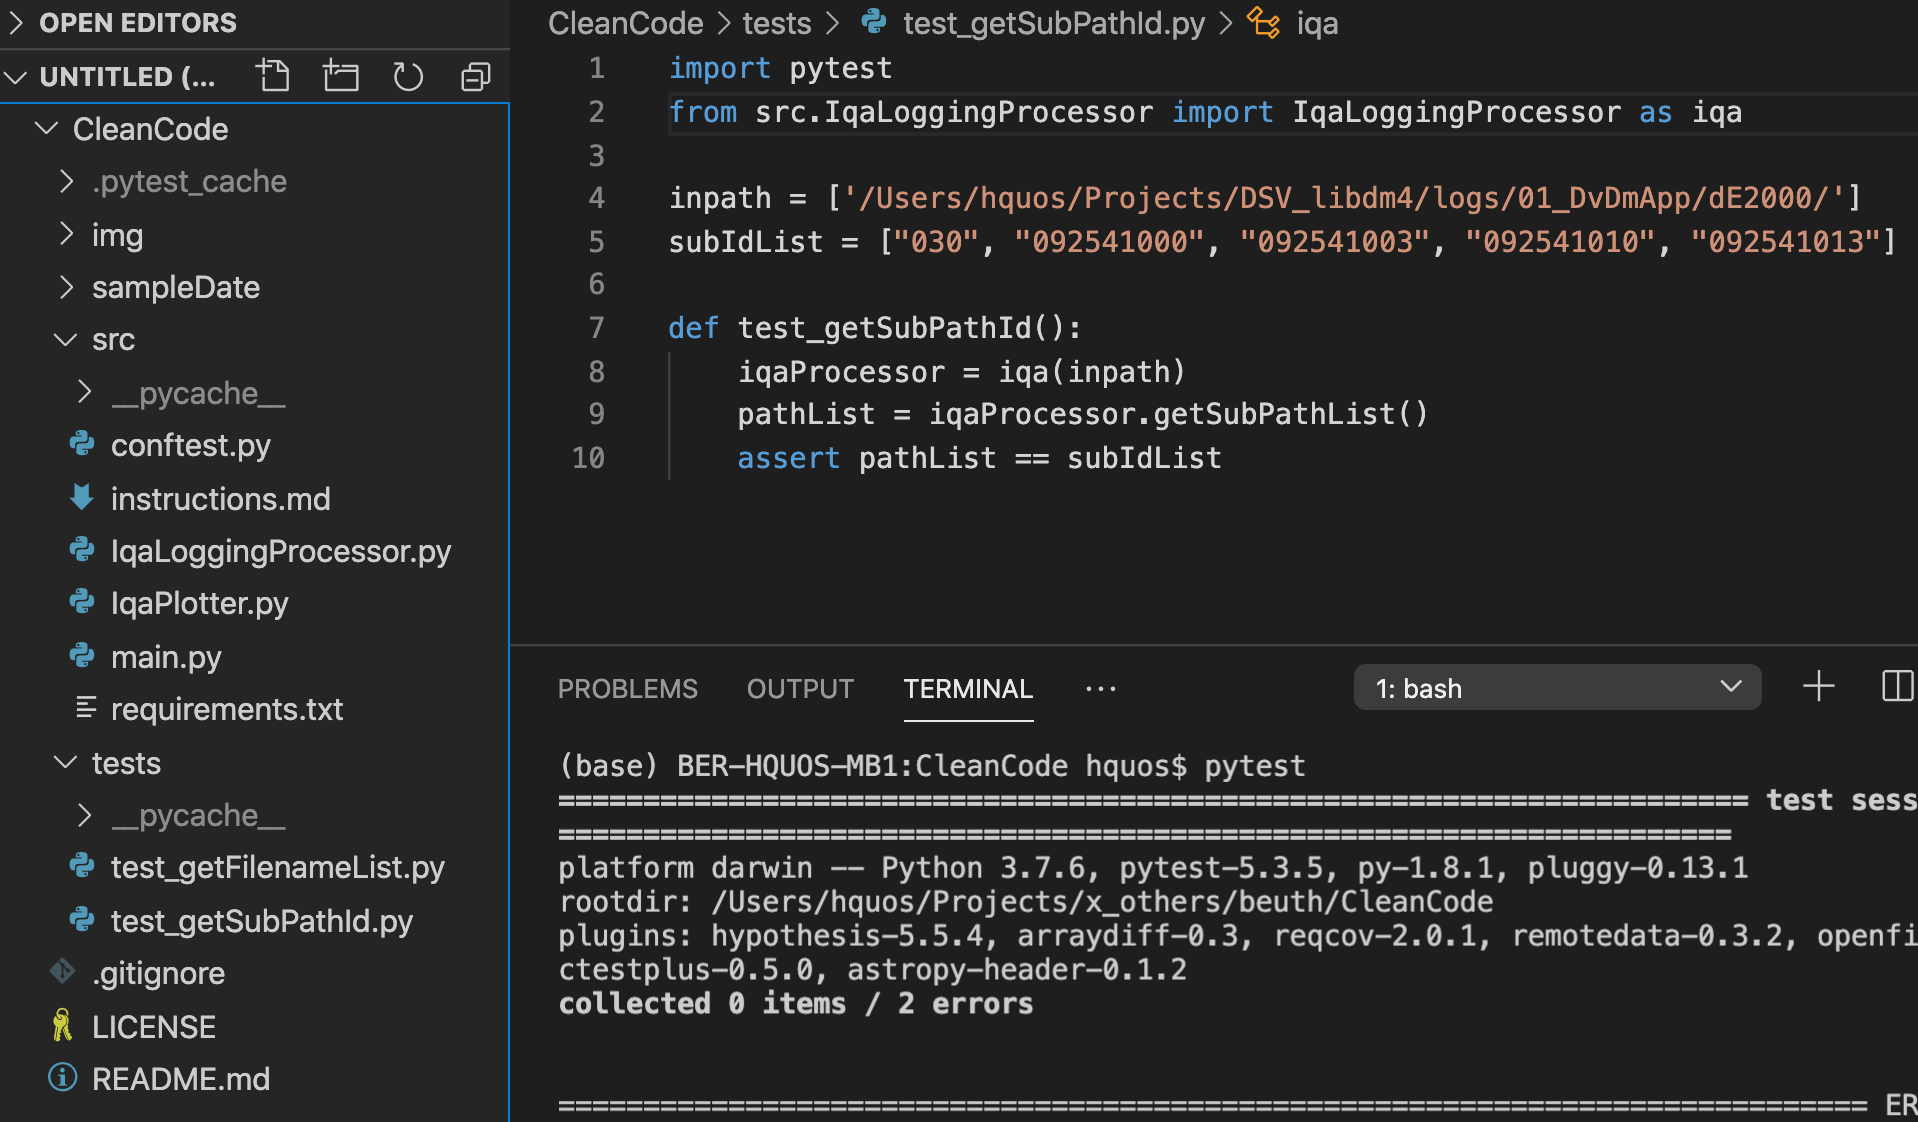 OPEN EDITORS
UNTITLED (...
CleanCode
.pytest_cache
img
sampleDate
src
__pycache__
conftest.py
instructions.md
IqaLoggingProcessor.py
IqaPlotter.py
main.py
requirements.txt
tests
__pycache__
test_getFilenameList.py
test_getSubPathId.py
.gitignore
LICENSE
README.md
CleanCode > tests > test_getSubPathId.py > iqa
1 import pytest
2 from src.IqaLoggingProcessor import IqaLoggingProcessor as iqa
3
4 inpath = ['/Users/hquos/Projects/DSV_libdm4/logs/01_DvDmApp/dE2000/']
5 subIdList = ["030", "092541000", "092541003", "092541010", "092541013"]
6
7 def test_getSubPathId():
8     iqaProcessor = iqa(inpath)
9     pathList = iqaProcessor.getSubPathList()
10     assert pathList == subIdList
PROBLEMS OUTPUT TERMINAL ... 1: bash
(base) BER-HQUOS-MB1:CleanCode hquos$ pytest
====================================================================== test sess
=====================================================================
platform darwin -- Python 3.7.6, pytest-5.3.5, py-1.8.1, pluggy-0.13.1
rootdir: /Users/hquos/Projects/x_others/beuth/CleanCode
plugins: hypothesis-5.5.4, arraydiff-0.3, reqcov-2.0.1, remotedata-0.3.2, openfi
ctestplus-0.5.0, astropy-header-0.1.2
collected 0 items / 2 errors
============================================================================= ER